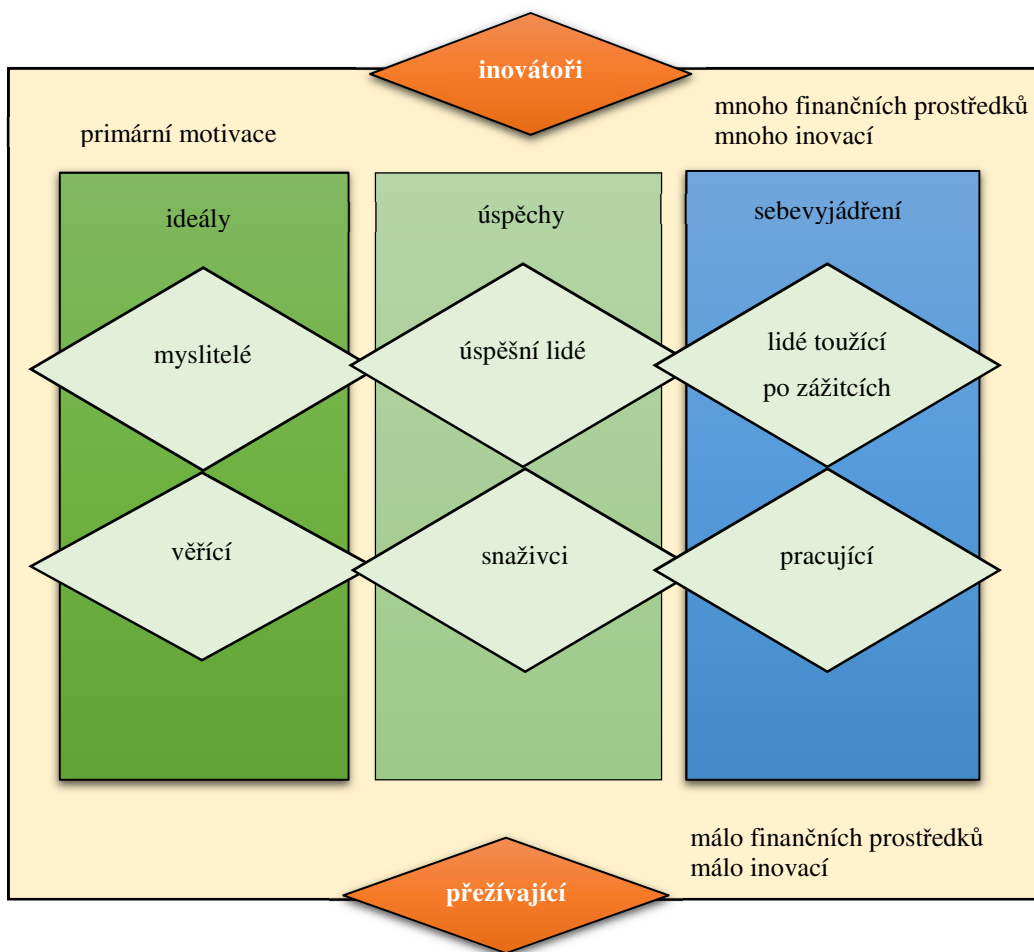 inovátoři
mnoho finančních prostředků
mnoho inovací
primární motivace
ideály
úspěchy
sebevyjádření
myslitelé
úspěšní lidé
lidé toužící
po zážitcích
věřící
snaživci
pracující
málo finančních prostředků
málo inovací
přežívající